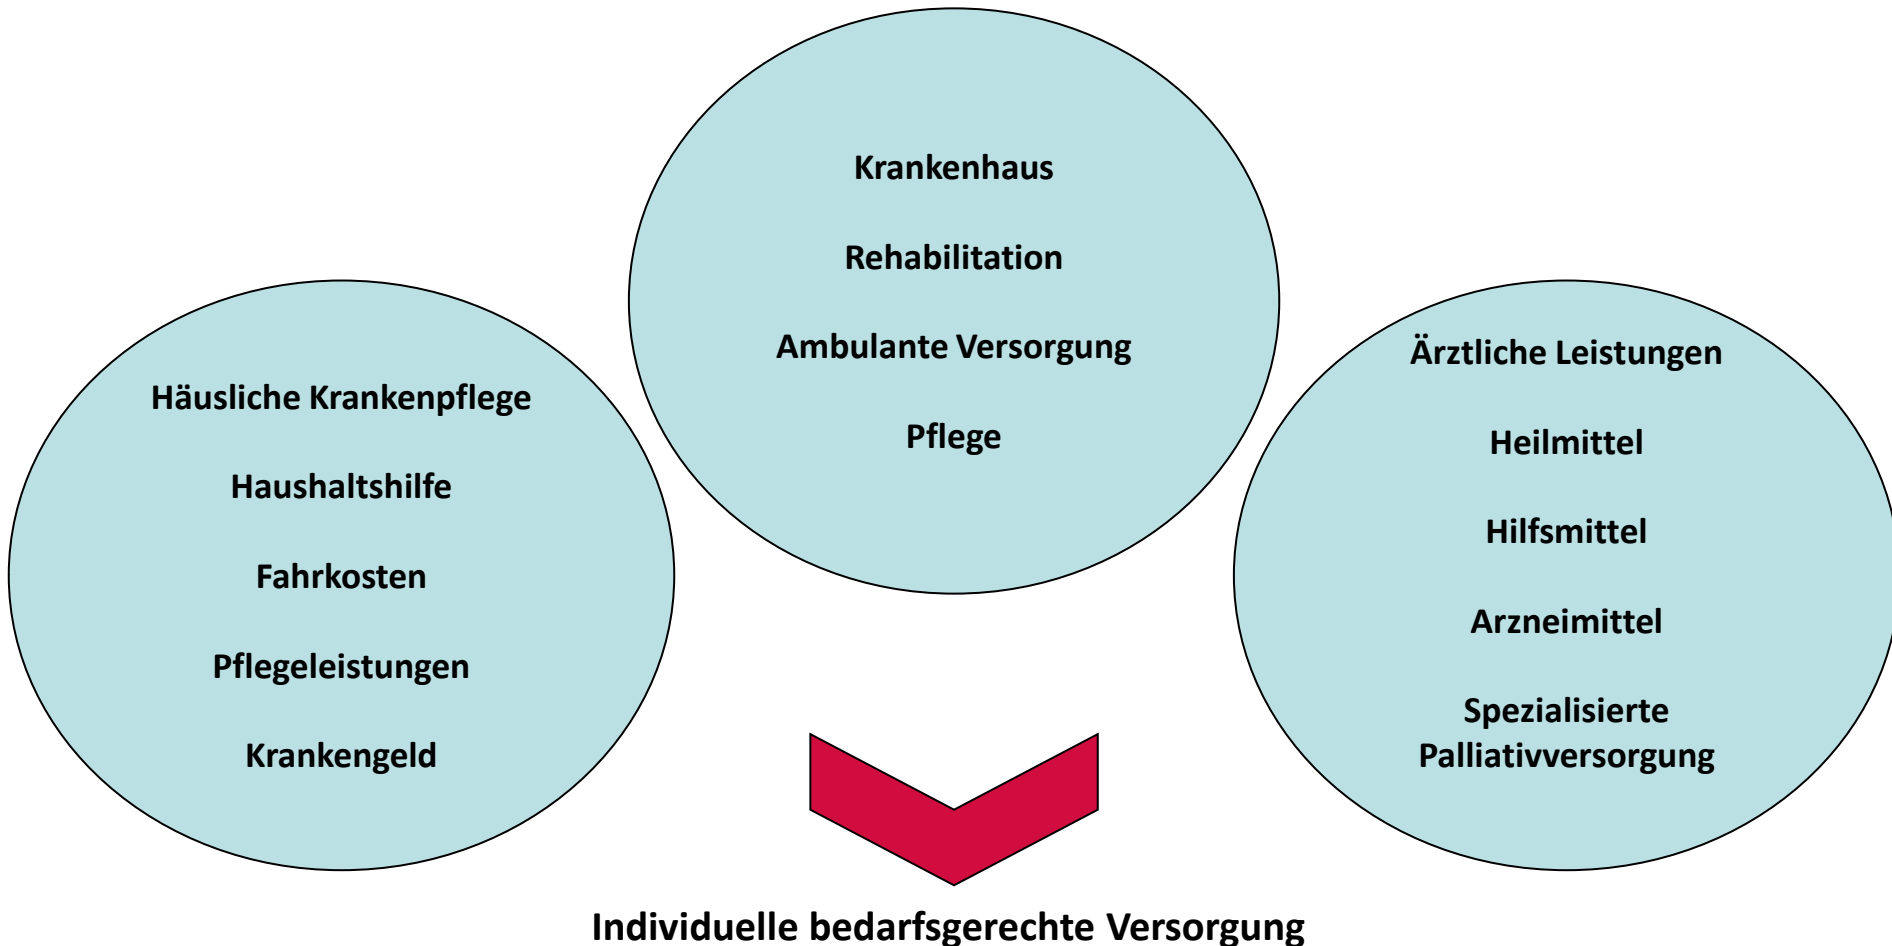 Krankenhaus
Rehabilitation
Ambulante Versorgung
Pflege
Häusliche Krankenpflege
Haushaltshilfe
Fahrkosten
Pflegeleistungen
Krankengeld
Ärztliche Leistungen
Heilmittel
Hilfsmittel
Arzneimittel
Spezialisierte
Palliativversorgung
Individuelle bedarfsgerechte Versorgung